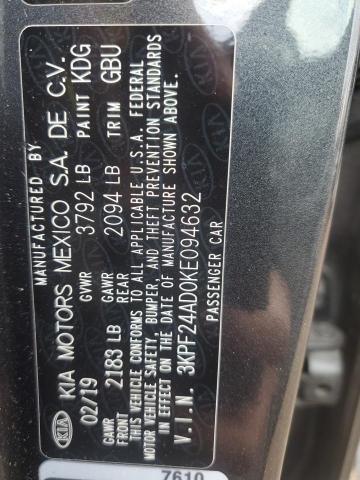 MANUFACTURED BY
KIA KIA MOTORS MEXICO S.A. DE C.V.
02/19 GVWR 3792 LB PAINT KDG
GAWR FRONT 2183 LB GAWR REAR 2094 LB TRIM GBU
THIS VEHICLE CONFORMS TO ALL APPLICABLE U.S.A. FEDERAL
MOTOR VEHICLE SAFETY, BUMPER, AND THEFT PREVENTION STANDARDS
IN EFFECT ON THE DATE OF MANUFACTURE SHOWN ABOVE.
V.I.N. 3KPF24AD0KE094632
PASSENGER CAR
7610